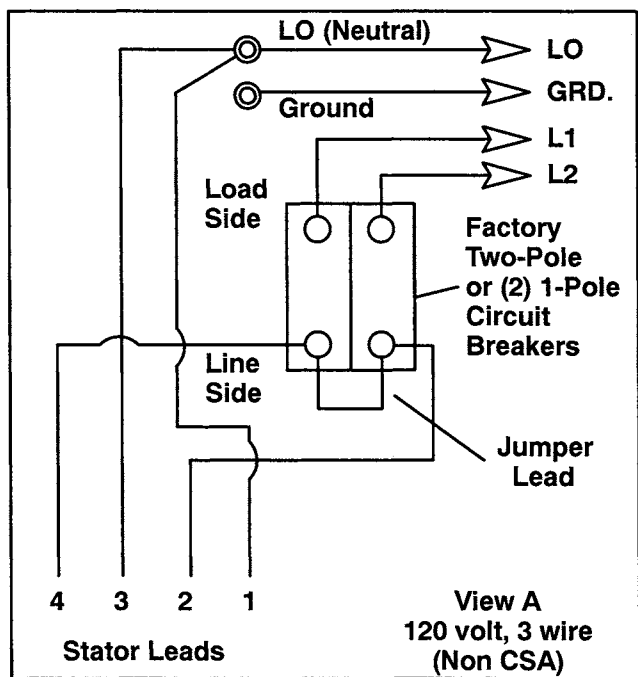 LO (Neutral)
LO
GRD.
Ground
L1
L2
Load
Side
Factory
Two-Pole
or (2) 1-Pole
Circuit
Breakers
Line
Side
Jumper
Lead
4 3 2 1
Stator Leads
View A
120 volt, 3 wire
(Non CSA)